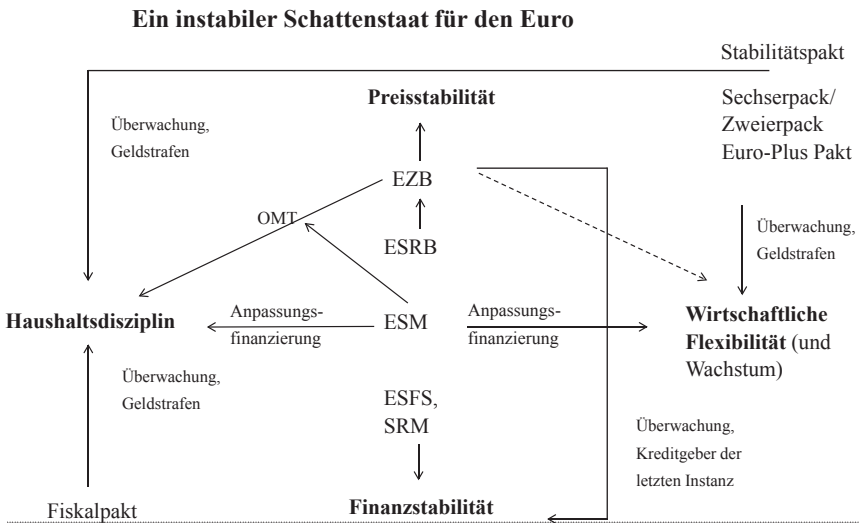 Ein instabiler Schattenstaat für den Euro
Stabilitätspakt
Preisstabilität
Sechserpack/
Zweierpack
Euro-Plus Pakt
Überwachung,
Geldstrafen
EZB
OMT
ESRB
Überwachung,
Geldstrafen
Haushaltsdisziplin
Anpassungs-
finanzierung
ESM
Anpassungs-
finanzierung
Wirtschaftliche
Flexibilität (und
Wachstum)
Überwachung,
Geldstrafen
ESFS,
SRM
Überwachung,
Kreditgeber der
letzten Instanz
Fiskalpakt
Finanzstabilität